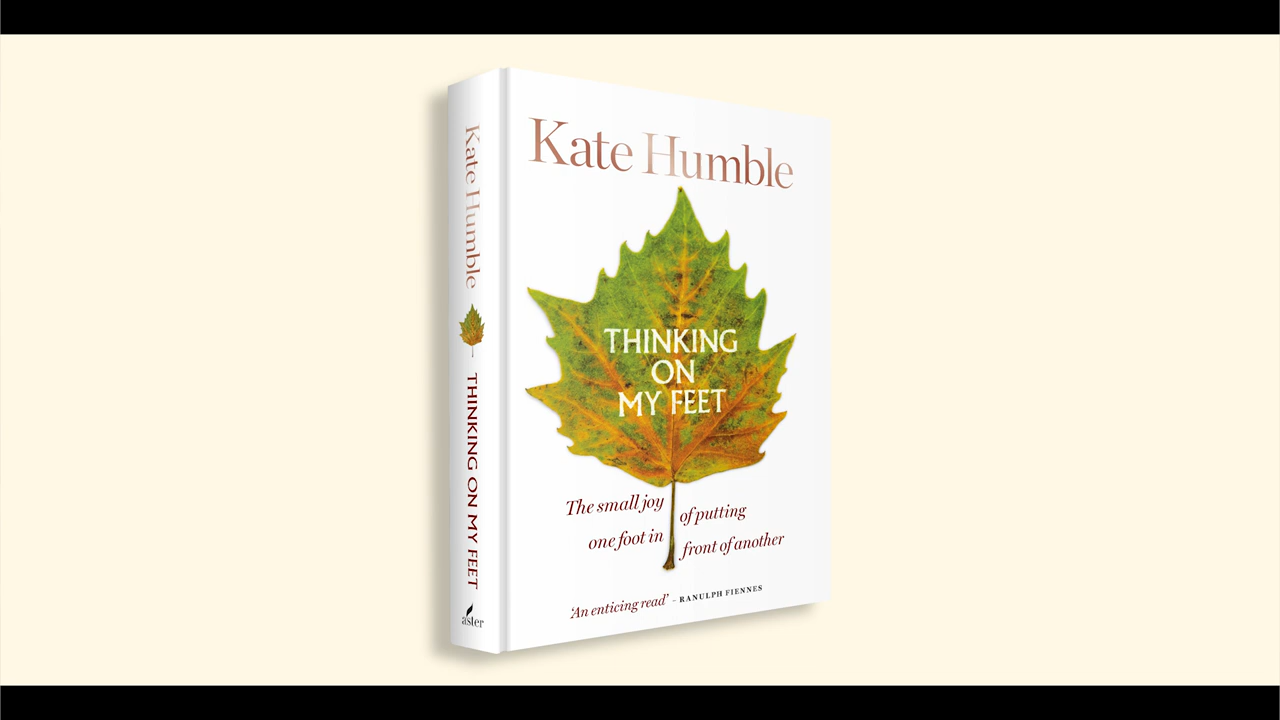 Kate Humble
THINKING
ON
MY FEET
The small joy of putting
one foot in front of another
‘An enticing read’ – RANULPH FIENNES
Kate Humble
THINKING ON MY FEET
aster